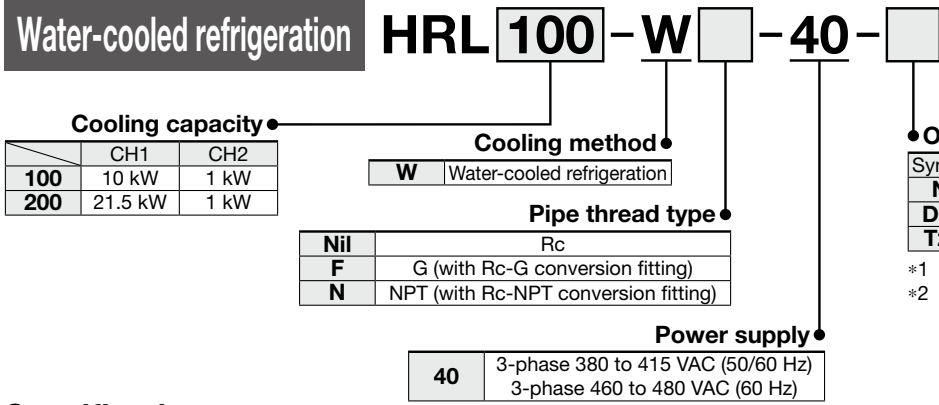 Water-cooled refrigeration HRL 100 – W – 40 –
Cooling capacity
CH1 CH2
100 10 kW 1 kW
200 21.5 kW 1 kW
Cooling method
W Water-cooled refrigeration
Pipe thread type
Nil Rc
F G (with Rc-G conversion fitting)
N NPT (with Rc-NPT conversion fitting)
Power supply
40 3-phase 380 to 415 VAC (50/60 Hz)
3-phase 460 to 480 VAC (60 Hz)
*1
*2